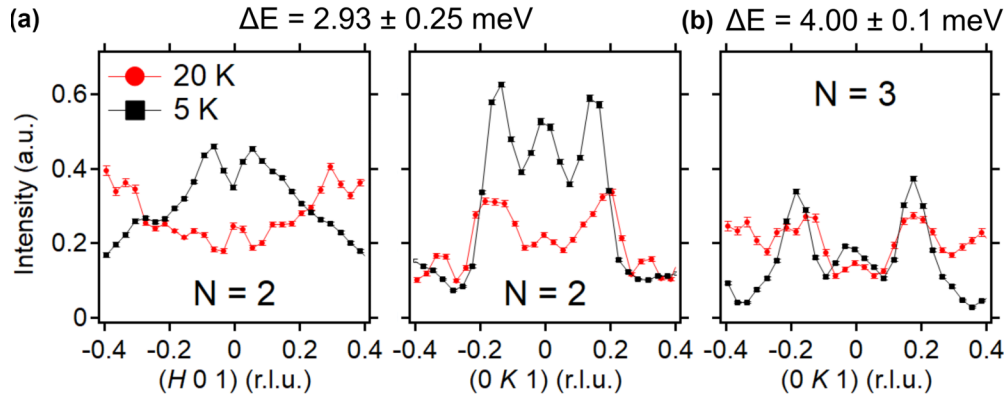 (a) ΔE = 2.93 ± 0.25 meV
(b) ΔE = 4.00 ± 0.1 meV
Intensity (a.u.)
0.6
0.4
0.2
0
20 K
5 K
N = 2
-0.4 -0.2 0 0.2 0.4
(H 0 1) (r.l.u.)
N = 2
-0.4 -0.2 0 0.2 0.4
(0 K 1) (r.l.u.)
N = 3
-0.4 -0.2 0 0.2 0.4
(0 K 1) (r.l.u.)